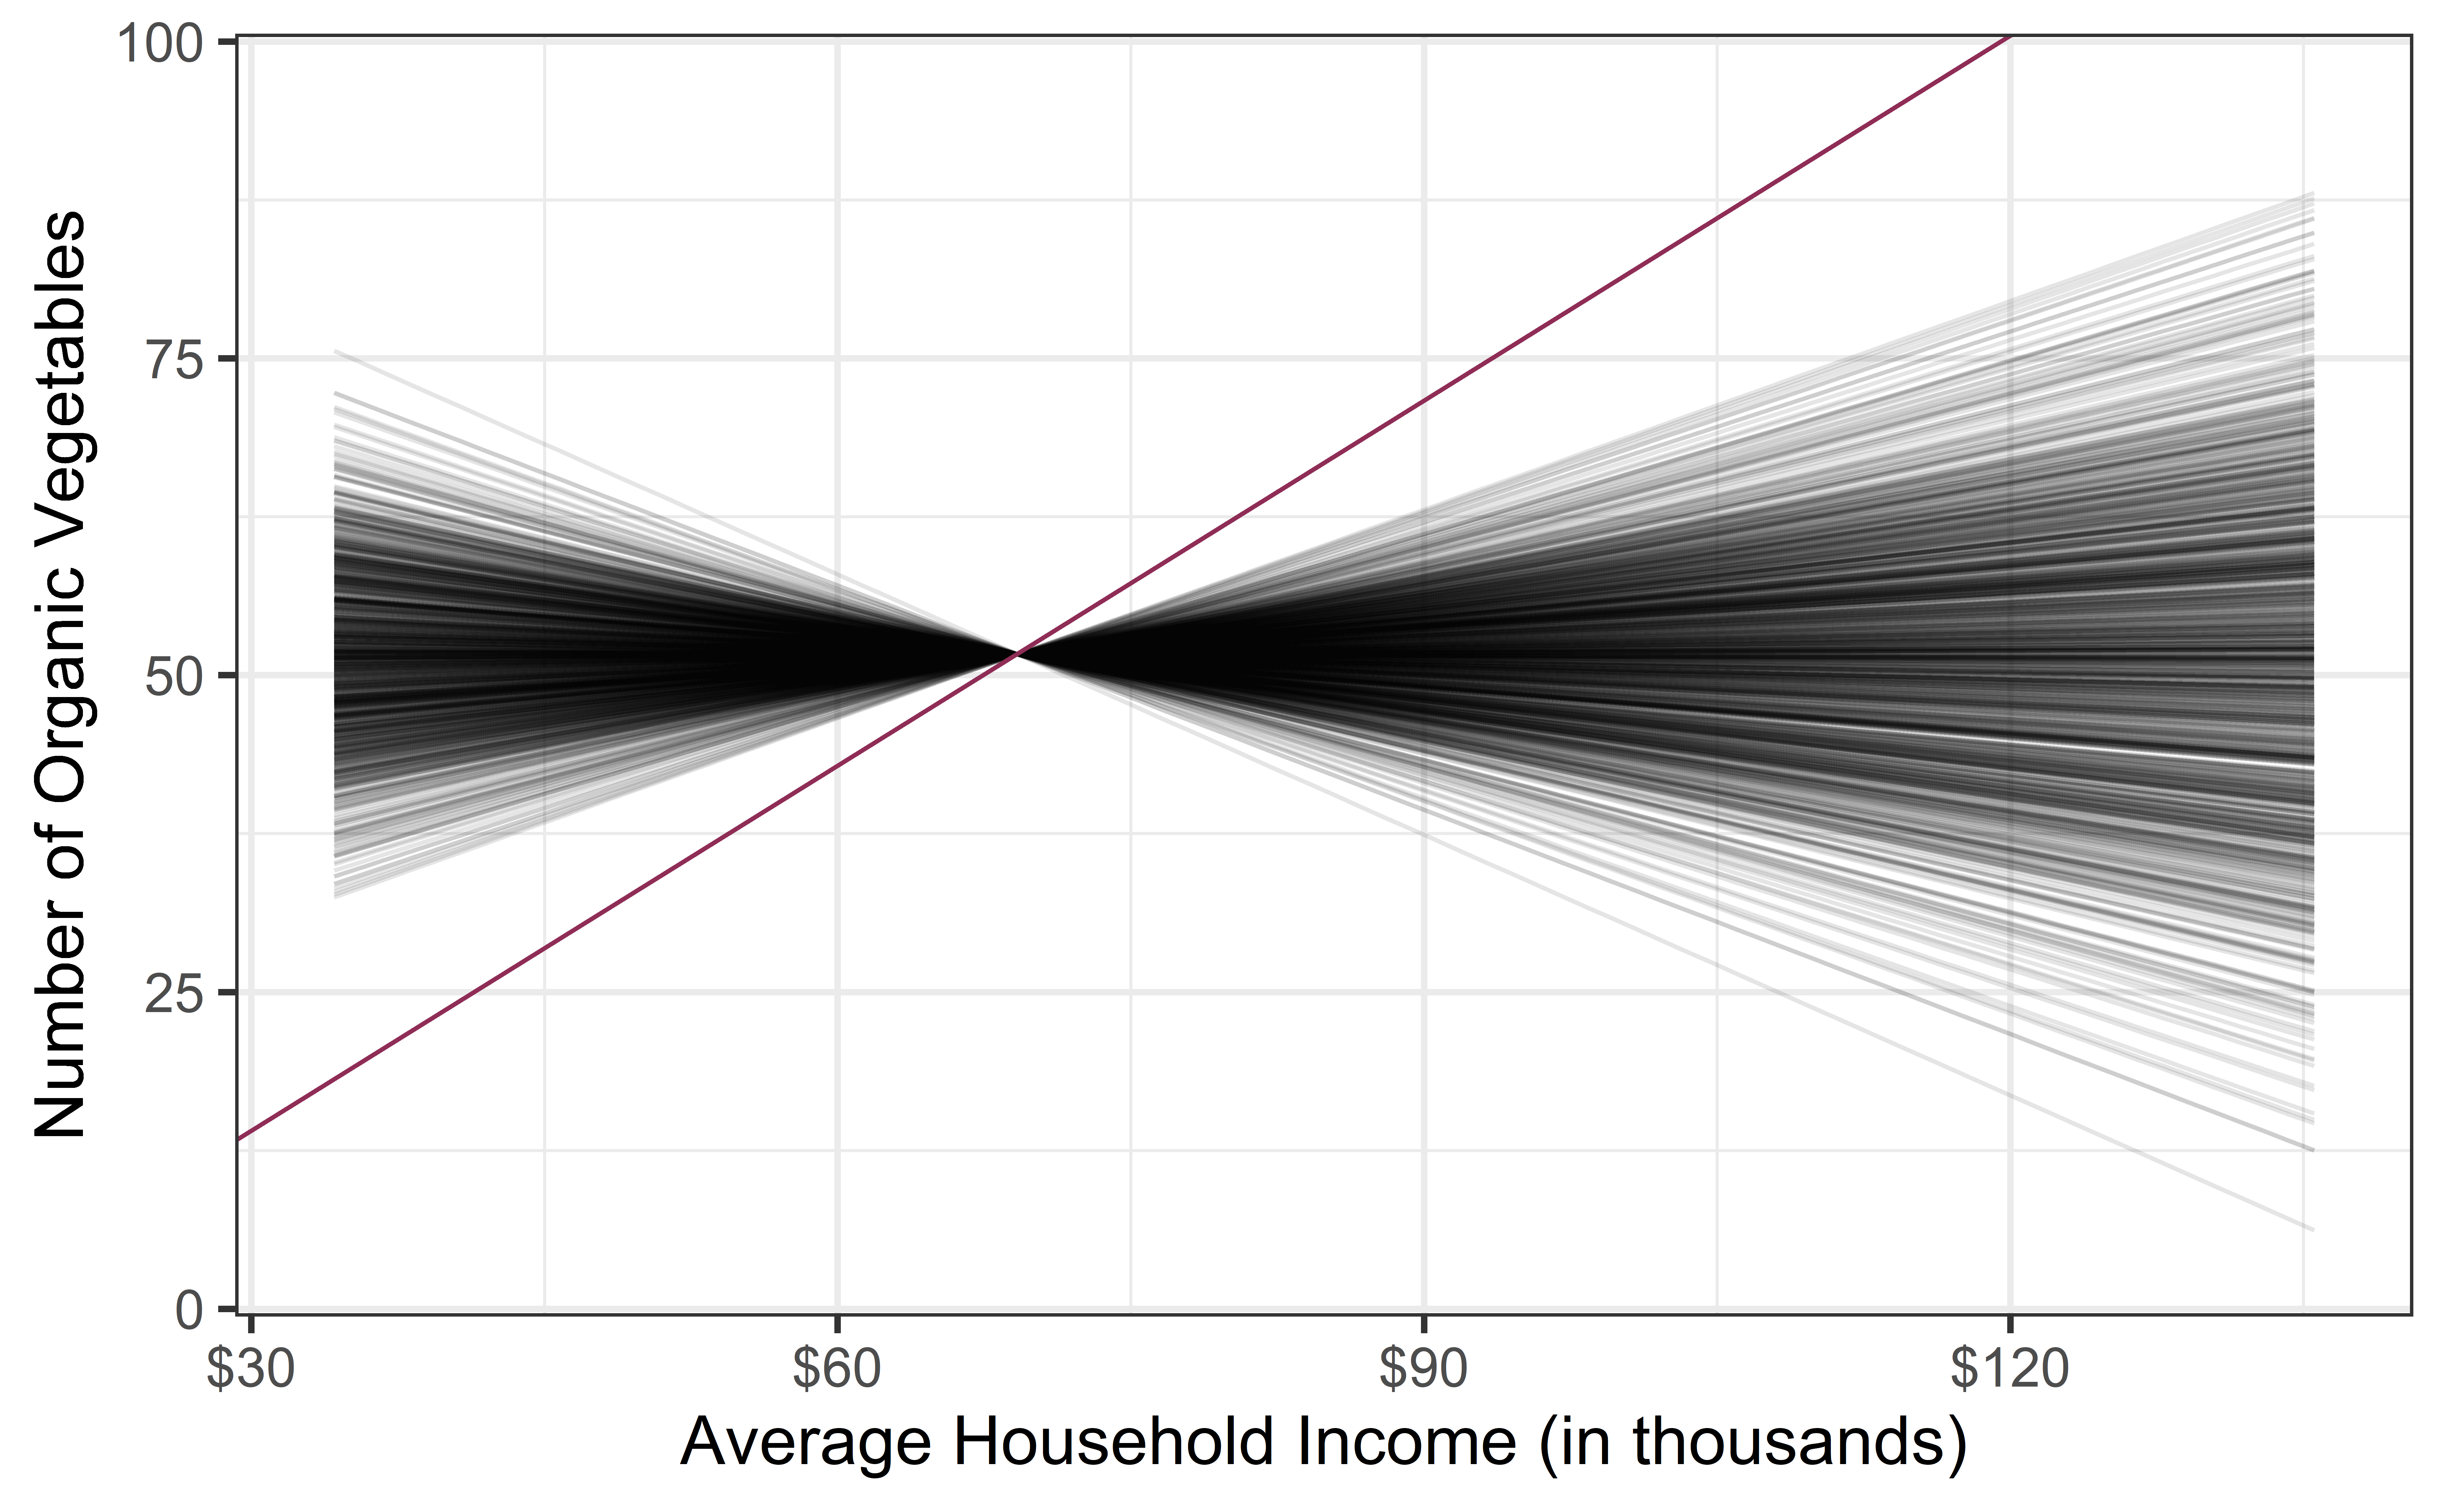 Number of Organic Vegetables
100
75
50
25
0
$30 $60 $90 $120
Average Household Income (in thousands)